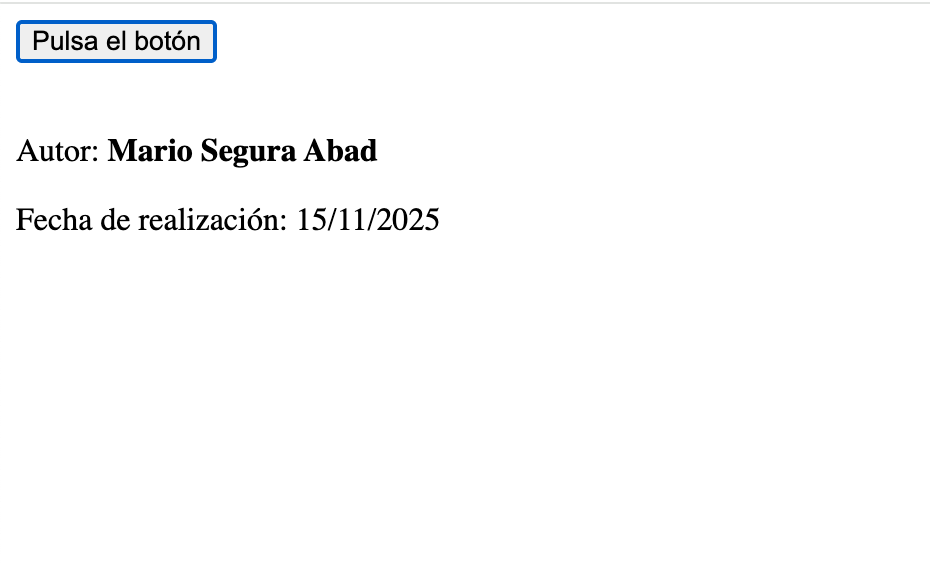 Pulsa el botón
Autor: Mario Segura Abad
Fecha de realización: 15/11/2025